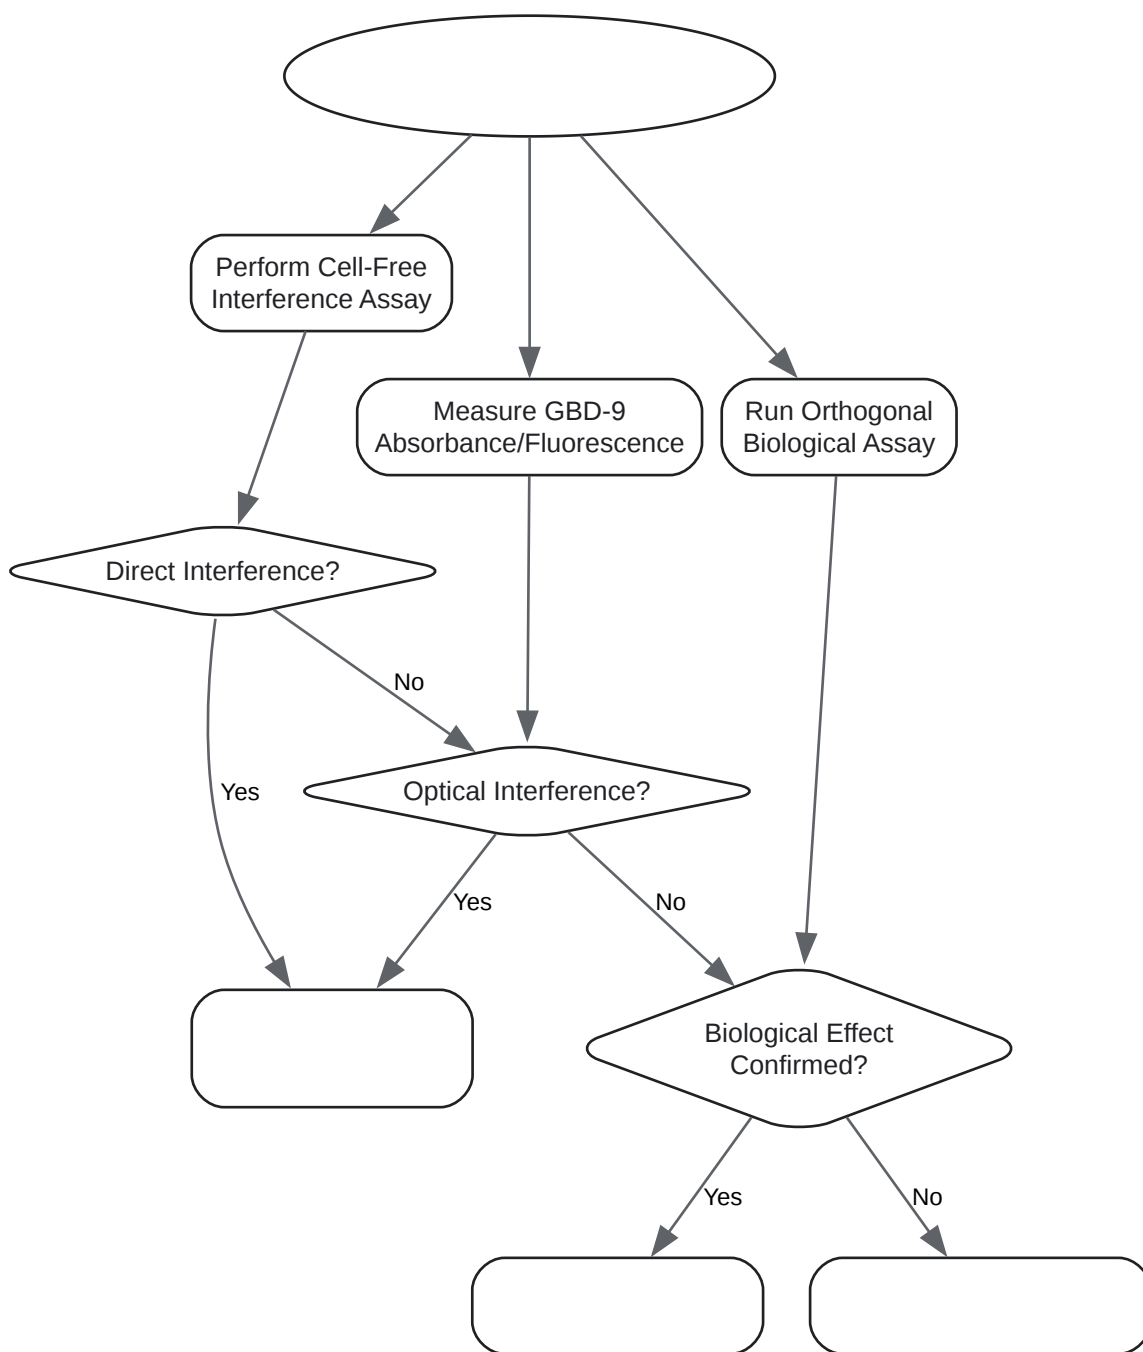 Perform Cell-Free
Interference Assay
Measure GBD-9
Absorbance/Fluorescence
Run Orthogonal
Biological Assay
Direct Interference?
No
Yes
Optical Interference?
Yes
No
Biological Effect
Confirmed?
Yes
No